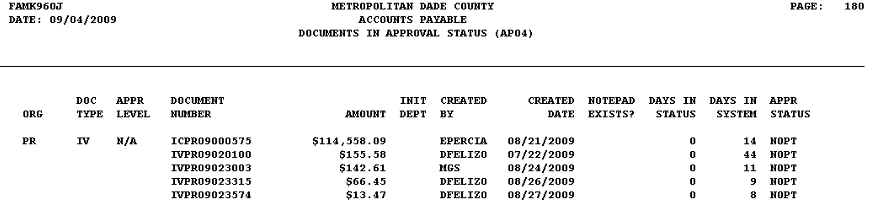 FAMK960J METROPOLITAN DADE COUNTY PAGE: 180
DATE: 09/04/2009 ACCOUNTS PAYABLE
DOCUMENTS IN APPROVAL STATUS (AP04)
DOC APPR DOCUMENT INIT CREATED CREATED NOTEPAD DAYS IN DAYS IN APPR
ORG TYPE LEVEL NUMBER AMOUNT DEPT BY DATE EXISTS? STATUS SYSTEM STATUS
PR IV N/A ICPR09000575 $114,558.09 EPERCIA 08/21/2009 0 14 NOPT
IVPR09020100 $155.58 DFELIZO 07/22/2009 0 44 NOPT
IVPR09023003 $142.61 MGS 08/24/2009 0 11 NOPT
IVPR09023315 $66.45 DFELIZO 08/26/2009 0 9 NOPT
IVPR09023574 $13.47 DFELIZO 08/27/2009 0 8 NOPT